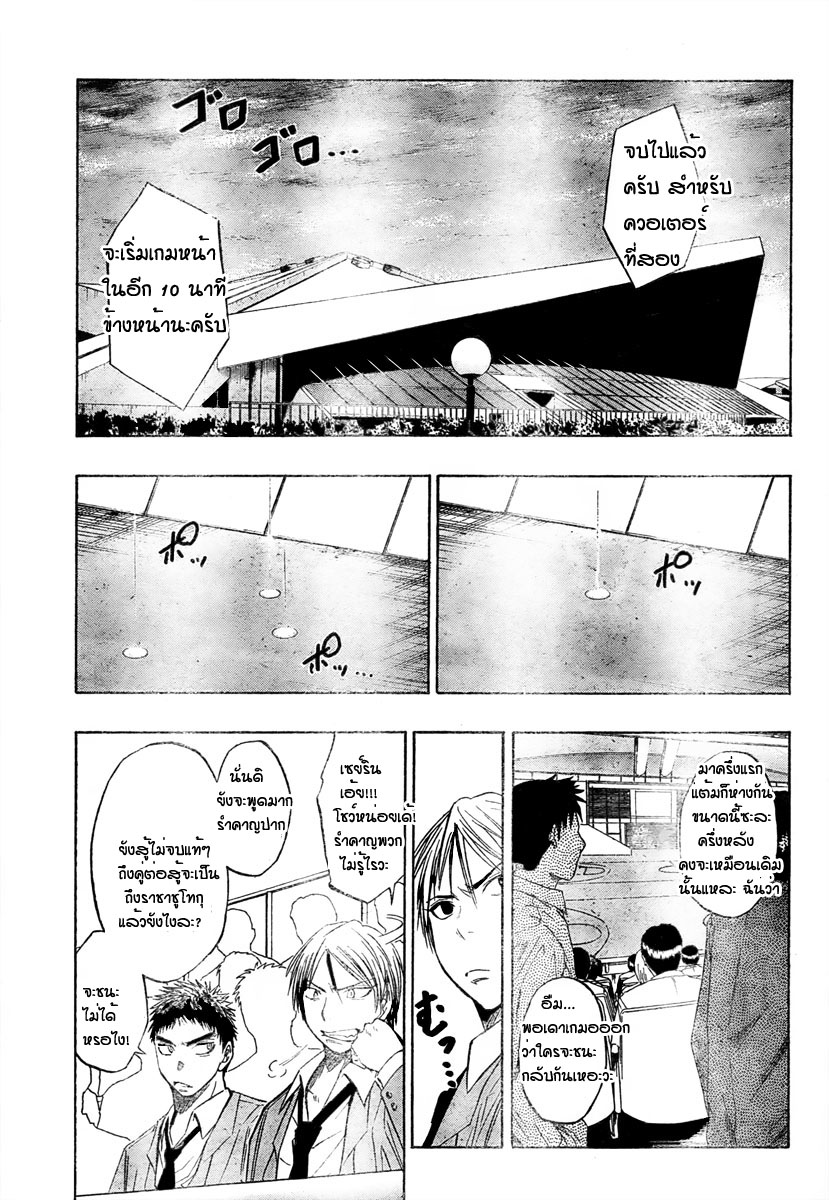 ゴロ
ゴロ...
จบไปแล้ว
ครับ สำหรับ
ควอเตอร์
ที่สอง
จะเริ่มเกมหน้า
ในอีก 10 นาที
ข้างหน้านะครับ
ポッ
ポッ
ポッ...
มาครึ่งแรก
แต้มก็ห่างกัน
ขนาดนี้ซะละ
ครึ่งหลัง
คงจะเหมือนเดิม
นั้นแหละ ฉันว่า
อืม...
พอเดาเกมอออก
ว่าใครจะชนะ
กลับกันเหอะวะ
むっ...
เซย์ริน
เอ้ย!!!
โชว์หน่อยเด้!
รำคาญพวก
ไม่รู้ไรวะ
นั่นดิ
ยังจะพูดมาก
รำคาญปาก
ยังสู้ไม่จบแท้ๆ
ถึงคู่ตอสู้จะเป็น
ถึงราชาชูโทกุ
แล้วยังไงละ?
จะชนะ
ไม่ได้
หรอไง!